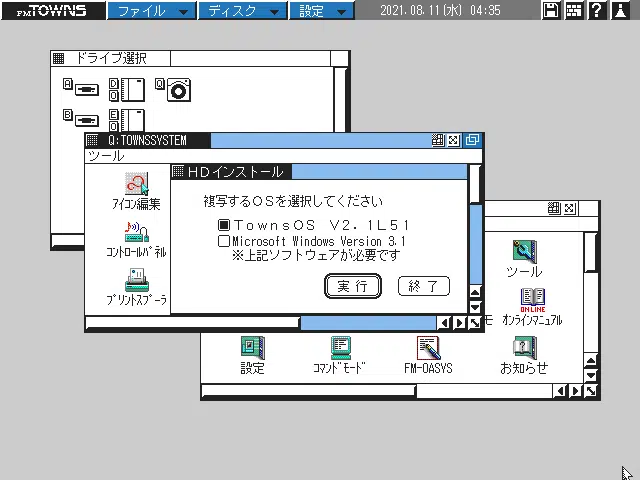 FM TOWNS ファイル ディスク 設定 2021.08.11(水) 04:35
ドライブ選択
A D0 Q
B E0
Q:TOWNSSYSTEM
ツール
アイコン編集
コントロールパネル
プリントスプーラ
HDインストール
複写するOSを選択してください
TownsOS V2.1L51
Microsoft Windows Version 3.1
※上記ソフトウェアが必要です
実行 終了
ツール
モ オンラインマニュアル
ON LINE
設定 コマンドモード FM-OASYS お知らせ